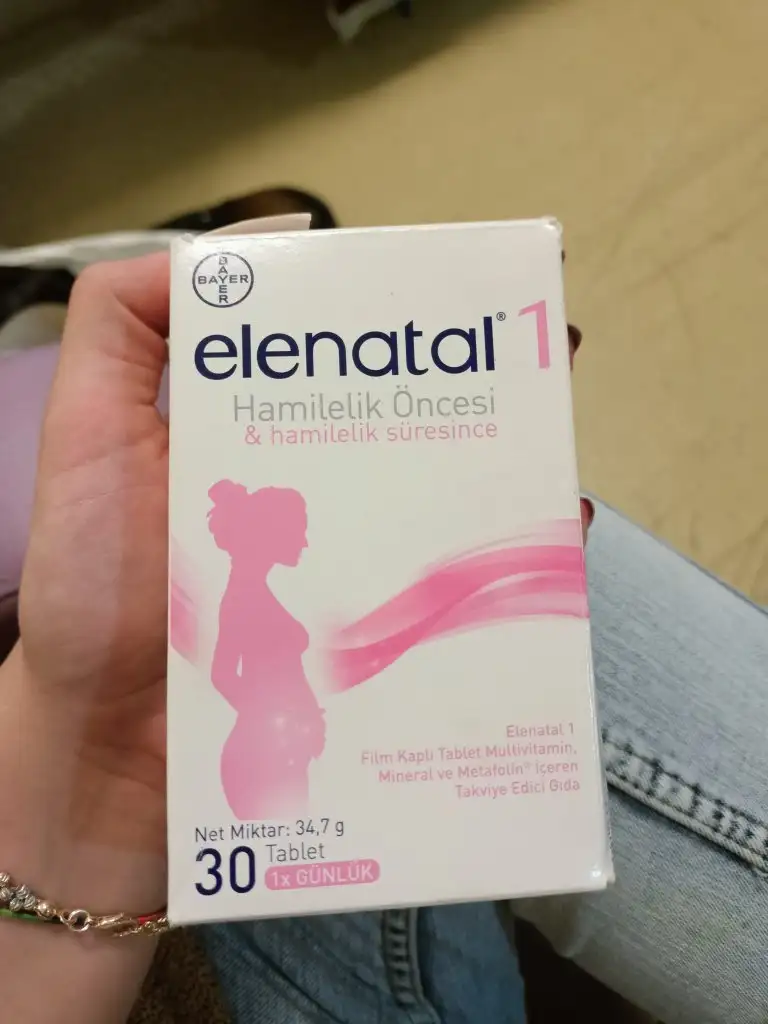 BAYER
BAYER
elenatal® 1
Hamilelik Öncesi
& hamilelik süresince
Elenatal 1
Film Kaplı Tablet Multivitamin,
Mineral ve Metafolin® İçeren
Takviye Edici Gıda
Net Miktar: 34,7 g
30 Tablet
1x GÜNLÜK